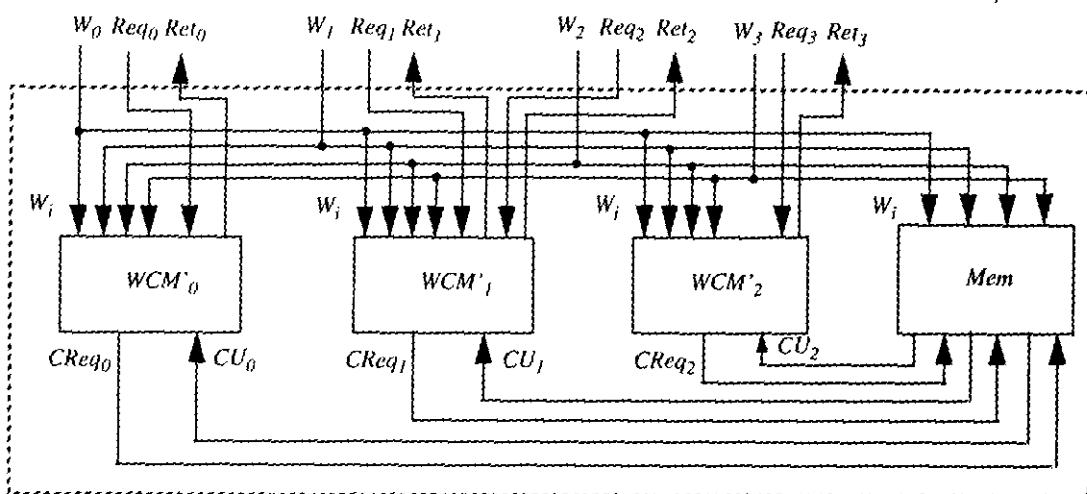 W₀ Req₀ Ret₀ W₁ Req₁ Ret₁ W₂ Req₂ Ret₂ W₃ Req₃ Ret₃
Wᵢ Wᵢ Wᵢ Wᵢ
WCM'₀ WCM'₁ WCM'₂ Mem
CReq₀ CU₀ CReq₁ CU₁ CReq₂ CU₂